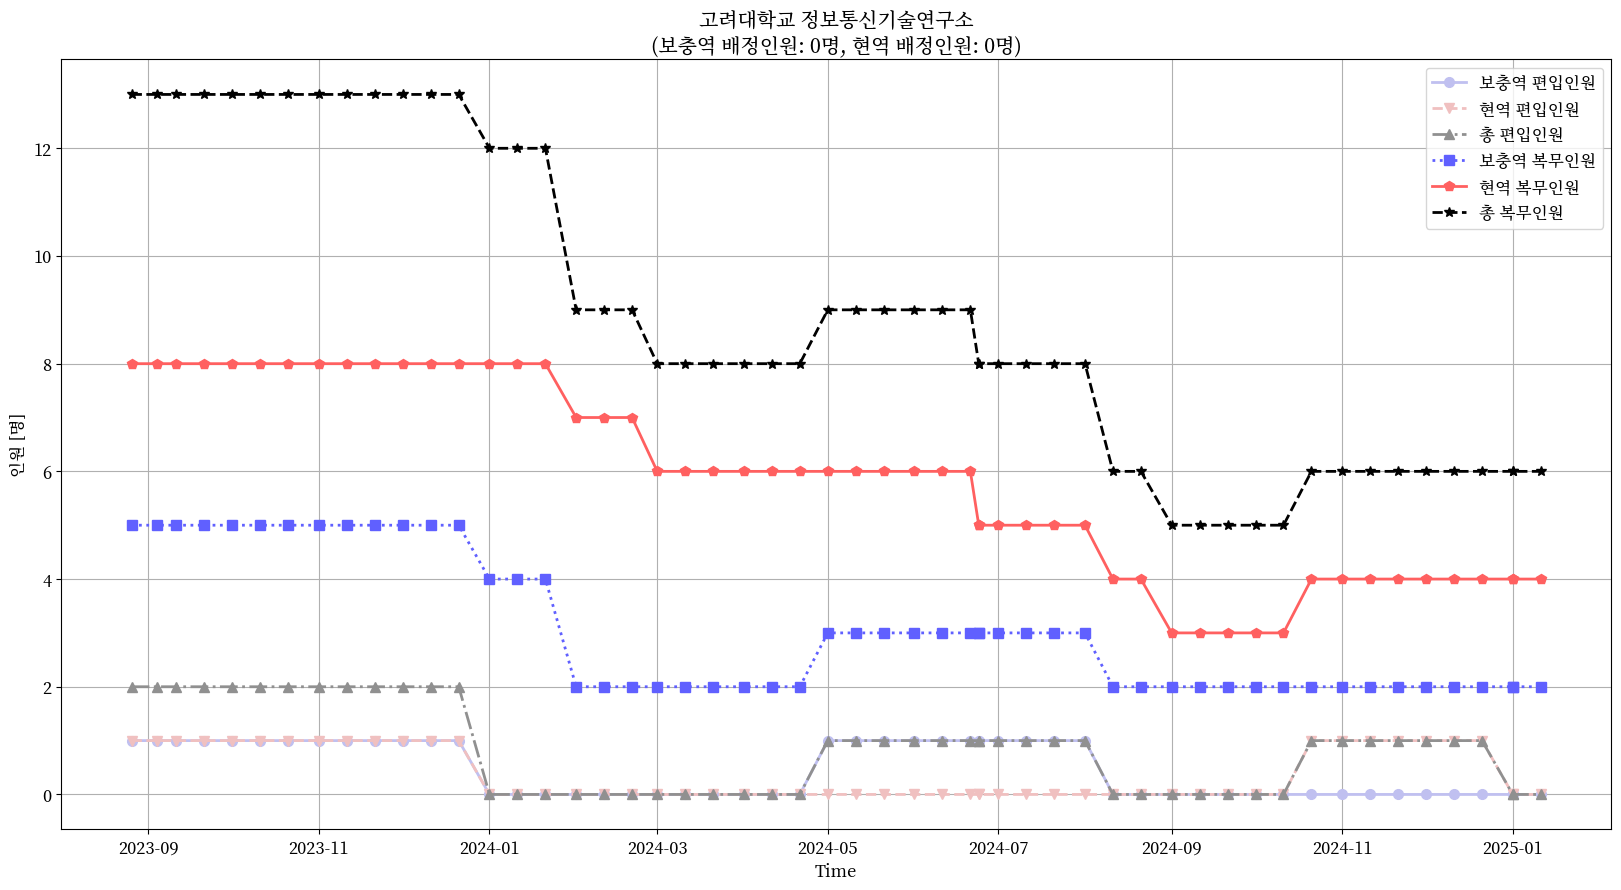 고려대학교 정보통신기술연구소
(보충역 배정인원: 0명, 현역 배정인원: 0명)
보충역 편입인원
현역 편입인원
총 편입인원
보충역 복무인원
현역 복무인원
총 복무인원
인원 [명]
12
10
8
6
4
2
0
2023-09 2023-11 2024-01 2024-03 2024-05 2024-07 2024-09 2024-11 2025-01
Time